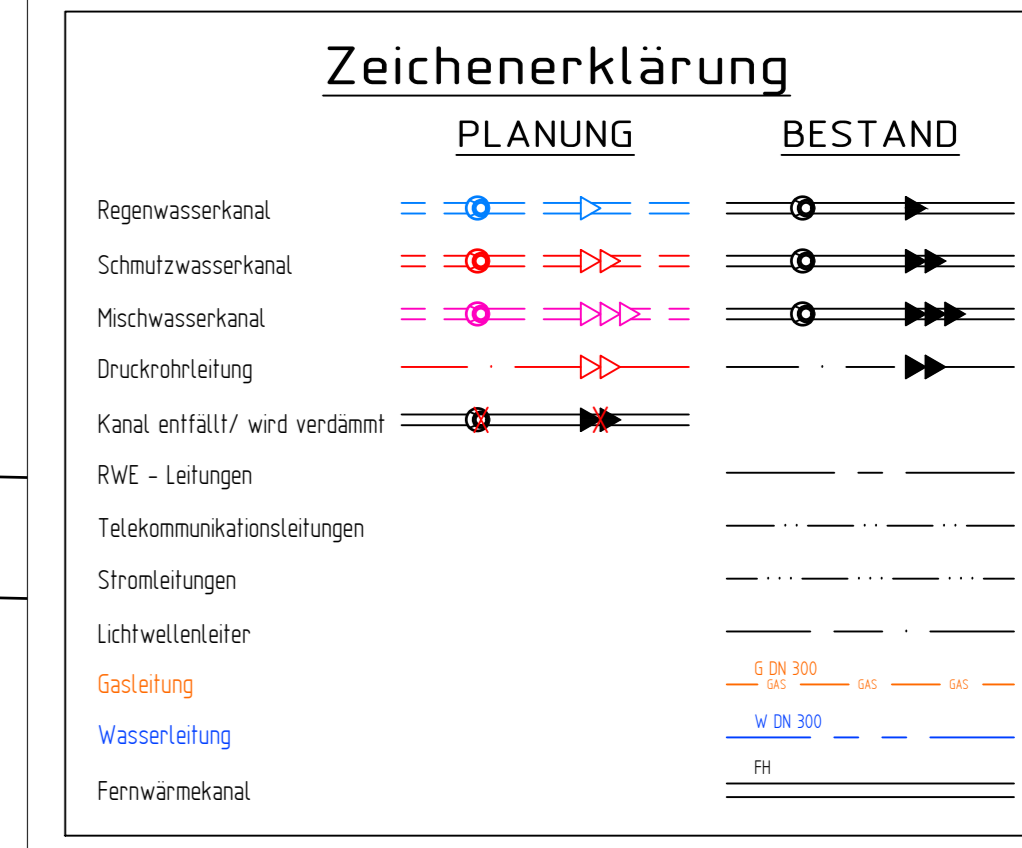 Zeichenerklärung
PLANUNG BESTAND
Regenwasserkanal
Schmutzwasserkanal
Mischwasserkanal
Druckrohrleitung
Kanal entfällt/ wird verdämmt
RWE - Leitungen
Telekommunikationsleitungen
Stromleitungen
Lichtwellenleiter
Gasleitung G DN 300
GAS GAS GAS
Wasserleitung W DN 300
Fernwärmekanal FH